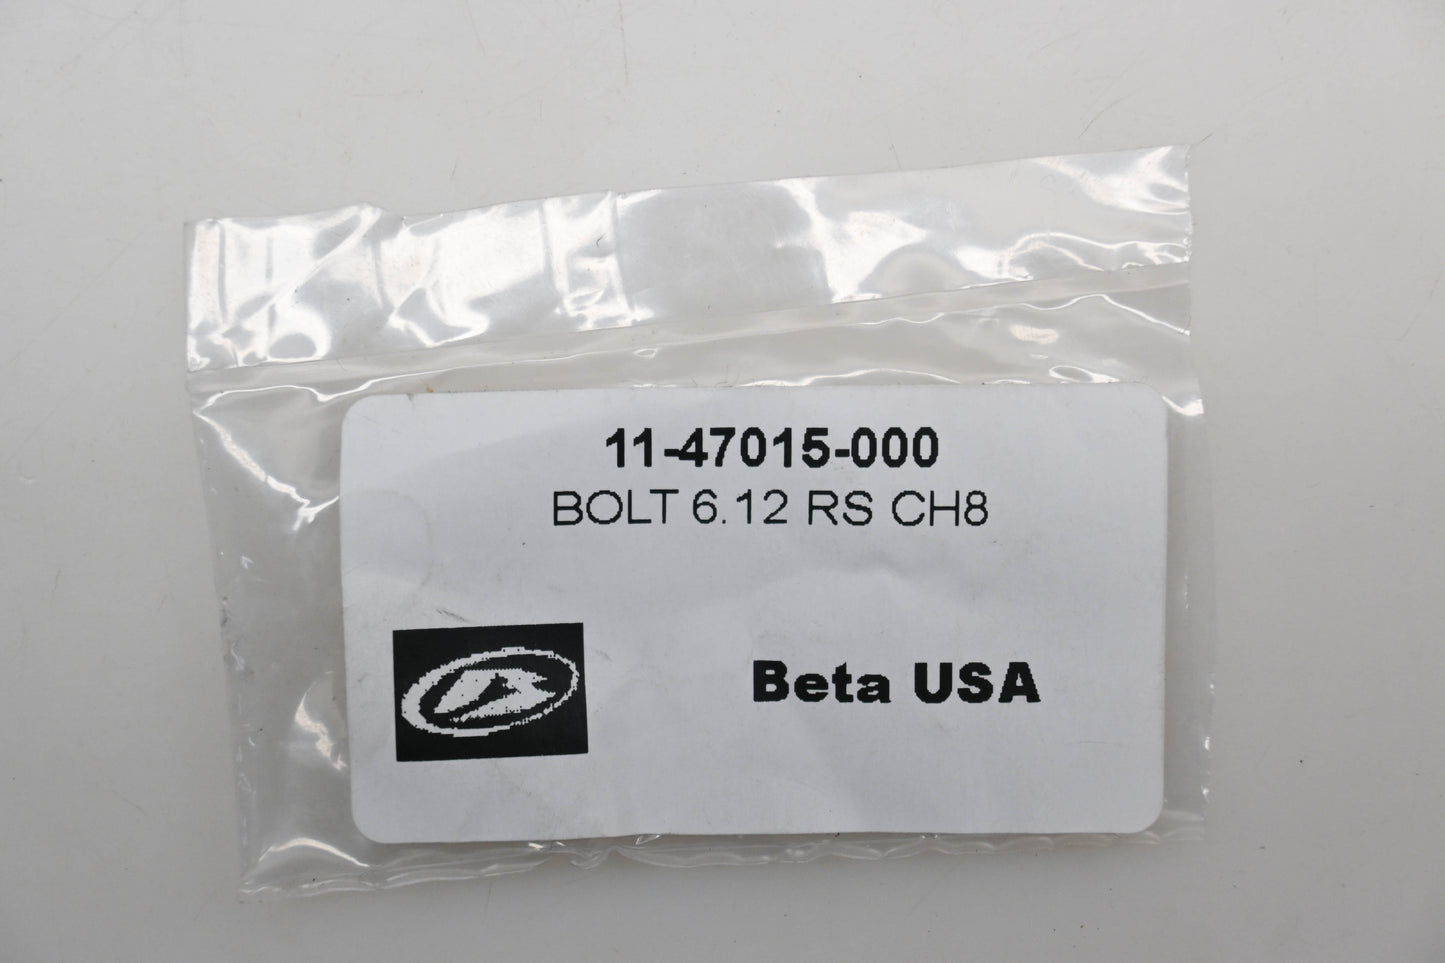 11-47015-000
BOLT 6.12 RS CH8
Beta USA